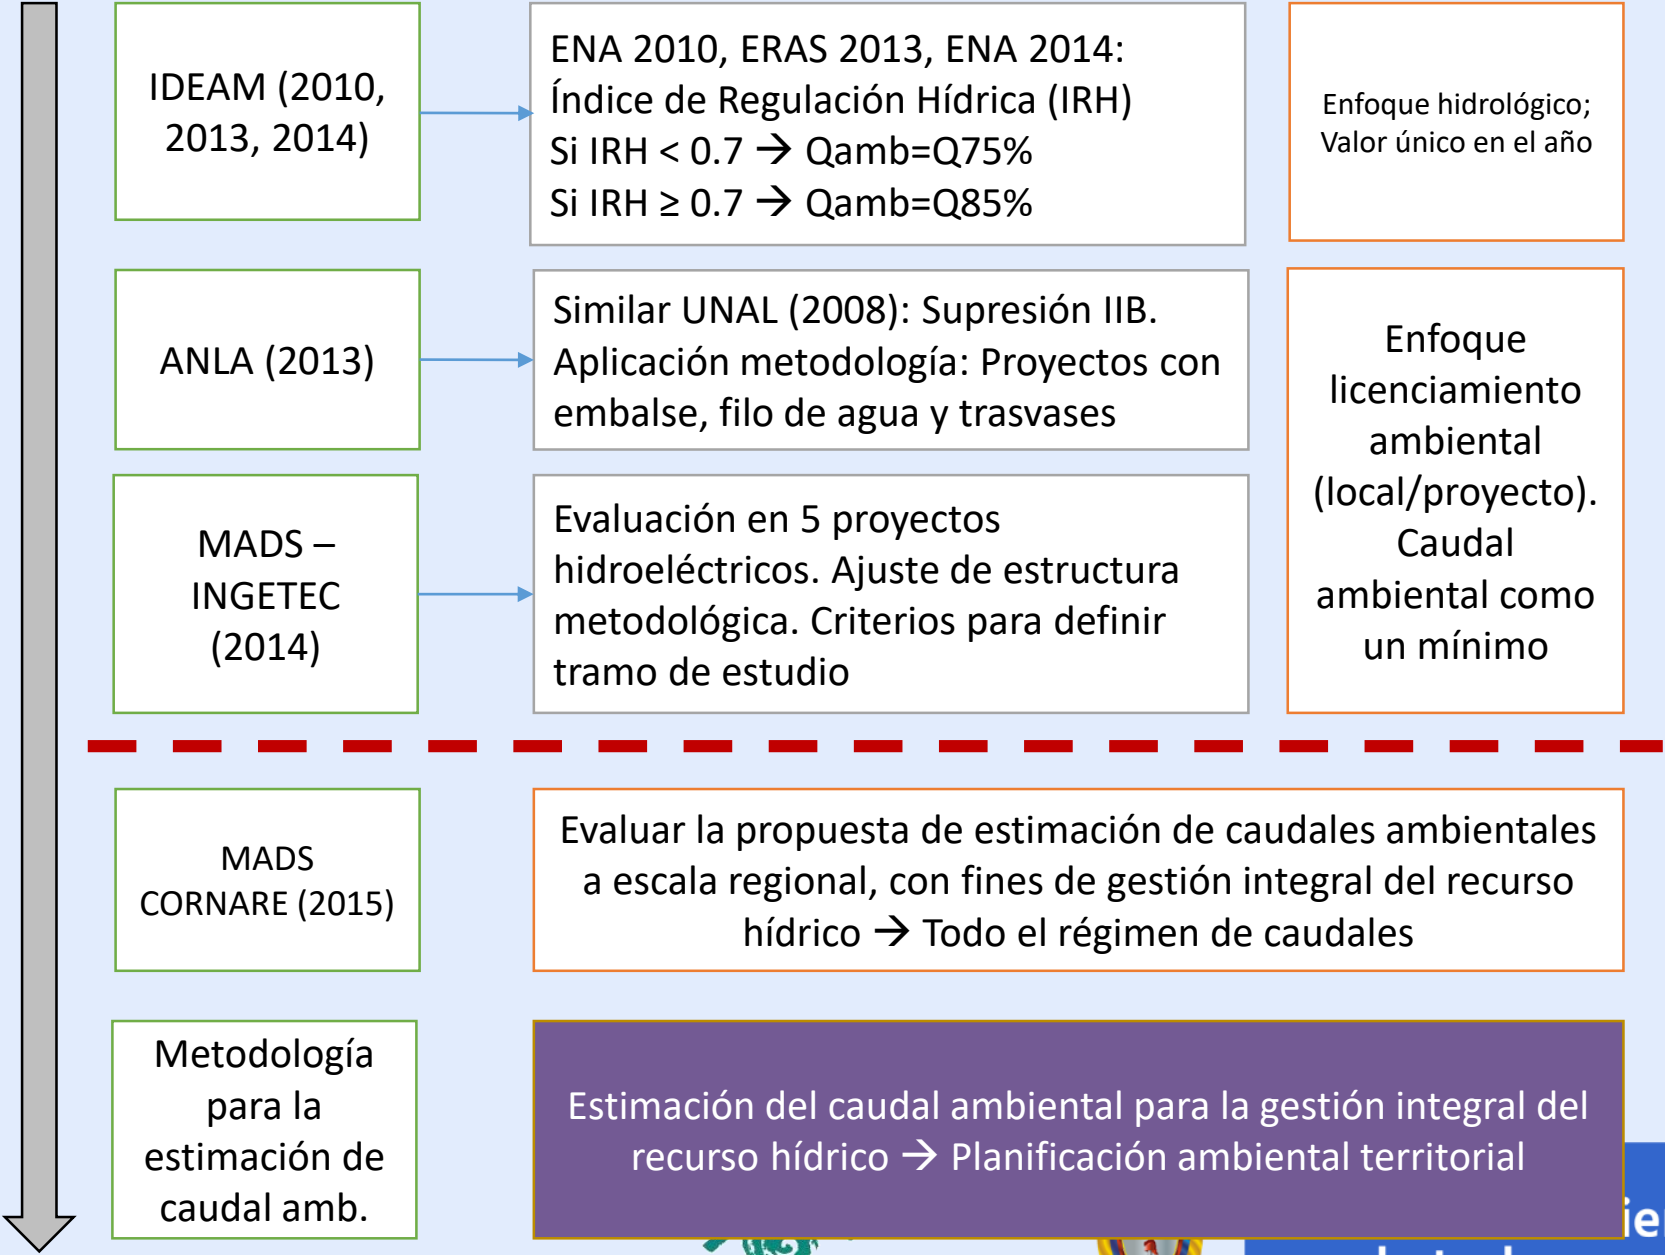 IDEAM (2010,
2013, 2014)
ENA 2010, ERAS 2013, ENA 2014:
Índice de Regulación Hídrica (IRH)
Si IRH < 0.7 → Qamb=Q75%
Si IRH ≥ 0.7 → Qamb=Q85%
Enfoque hidrológico;
Valor único en el año
ANLA (2013)
Similar UNAL (2008): Supresión IIB.
Aplicación metodología: Proyectos con
embalse, filo de agua y trasvases
MADS –
INGETEC
(2014)
Evaluación en 5 proyectos
hidroeléctricos. Ajuste de estructura
metodológica. Criterios para definir
tramo de estudio
Enfoque
licenciamiento
ambiental
(local/proyecto).
Caudal
ambiental como
un mínimo
MADS
CORNARE (2015)
Evaluar la propuesta de estimación de caudales ambientales
a escala regional, con fines de gestión integral del recurso
hídrico → Todo el régimen de caudales
Metodología
para la
estimación de
caudal amb.
Estimación del caudal ambiental para la gestión integral del
recurso hídrico → Planificación ambiental territorial